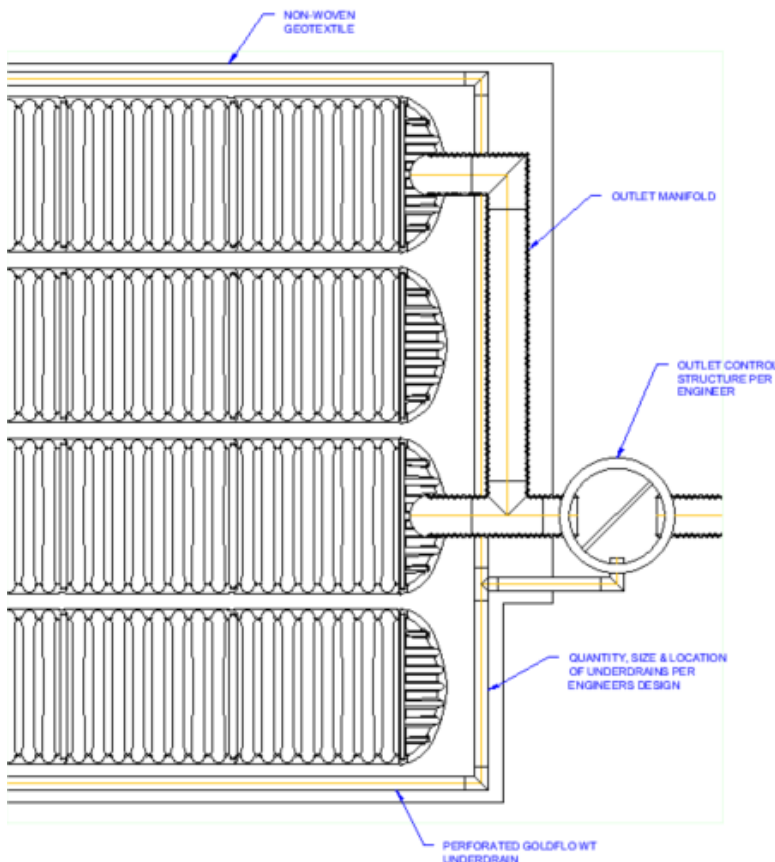 NON-WOVEN
GEOTEXTILE
OUTLET MANIFOLD
OUTLET CONTROL
STRUCTURE PER
ENGINEER
QUANTITY, SIZE & LOCATION
OF UNDERDRAINS PER
ENGINEERS DESIGN
PERFORATED GOLDFLO WT
UNDERDRAIN